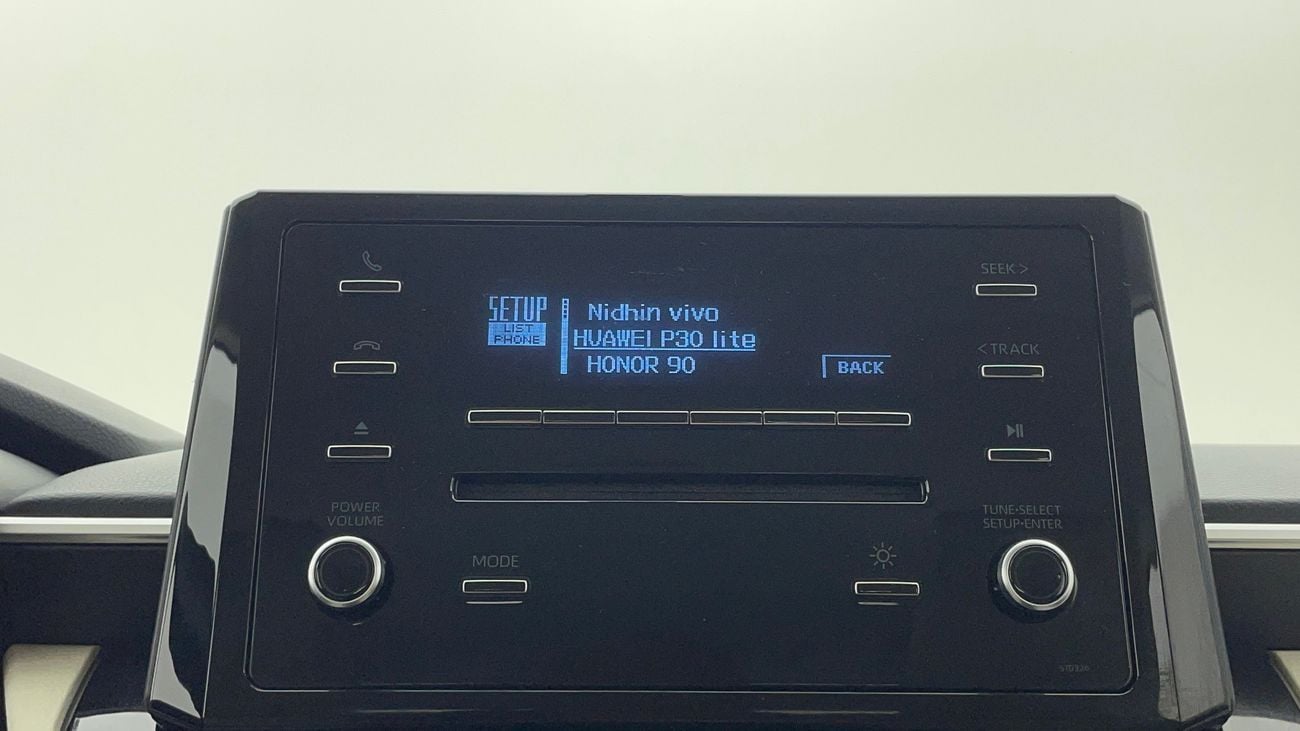 SETUP
LIST
PHONE
Nidhin vivo
HUAWEI P30 lite
HONOR 90
BACK
SEEK >
< TRACK
POWER
VOLUME
MODE
TUNE•SELECT
SETUP•ENTER